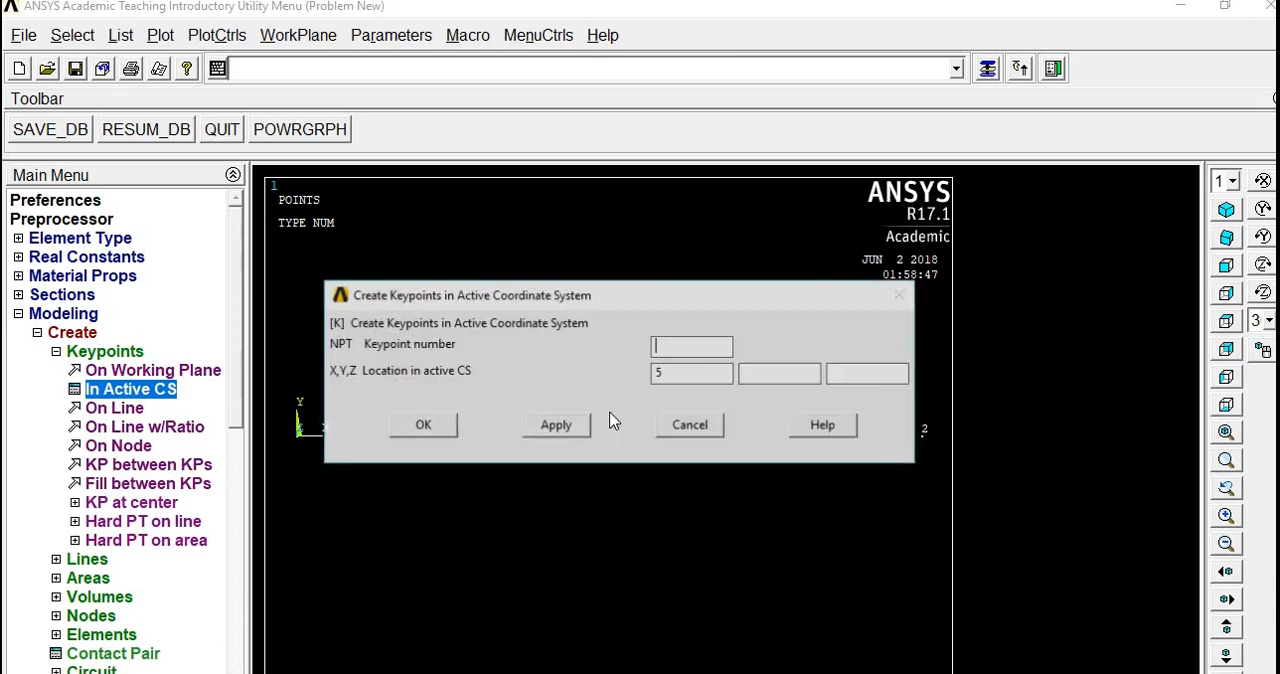 ANSYS Academic Teaching Introductory Utility Menu (Problem New)
File Select List Plot PlotCtrls WorkPlane Parameters Macro MenuCtrls Help
Toolbar
SAVE_DB RESUM_DB QUIT POWRGRPH
Main Menu
Preferences
Preprocessor
Element Type
Real Constants
Material Props
Sections
Modeling
Create
Keypoints
On Working Plane
In Active CS
On Line
On Line w/Ratio
On Node
KP between KPs
Fill between KPs
KP at center
Hard PT on line
Hard PT on area
Lines
Areas
Volumes
Nodes
Elements
Contact Pair
Circuit
1
POINTS
TYPE NUM
ANSYS
R17.1
Academic
JUN 2 2018
01:58:47
Create Keypoints in Active Coordinate System
[K] Create Keypoints in Active Coordinate System
NPT Keypoint number
X,Y,Z Location in active CS 5
OK Apply Cancel Help
Y
X
2
1
3